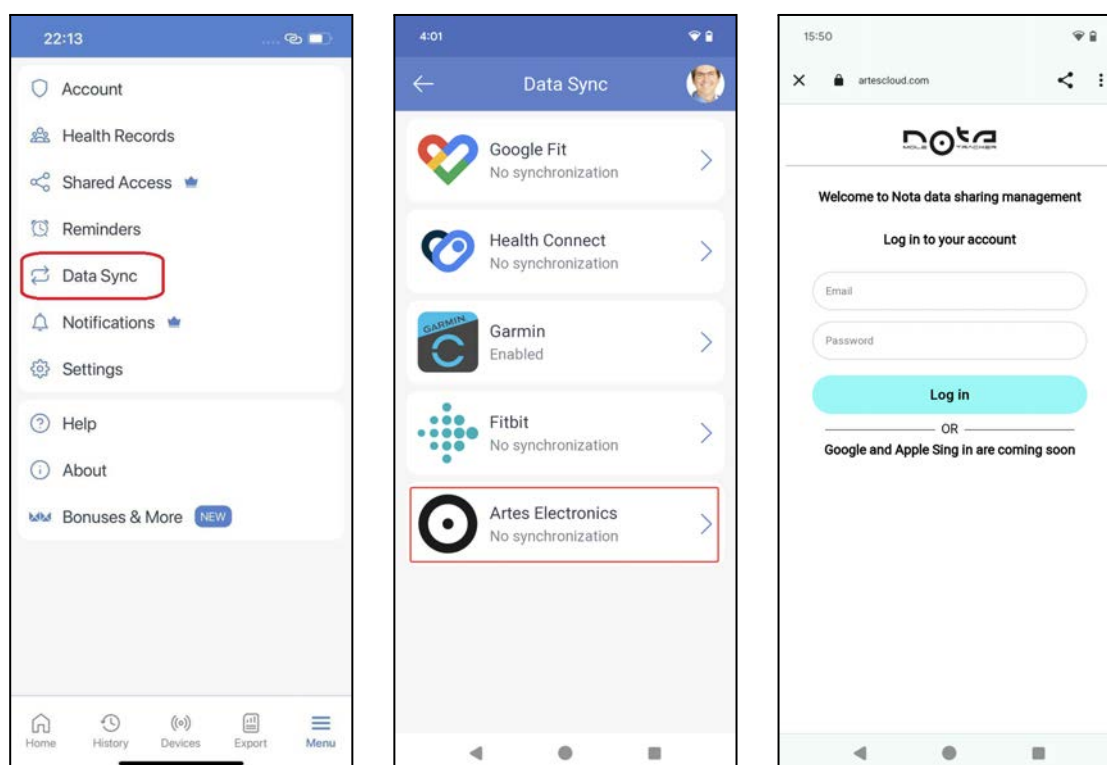 22:13
Account
Health Records
Shared Access
Reminders
Data Sync
Notifications
Settings
Help
About
Bonuses & More NEW
Home History Devices Export Menu
4:01
Data Sync
Google Fit
No synchronization
Health Connect
No synchronization
GARMIN
Garmin
Enabled
Fitbit
No synchronization
Artes Electronics
No synchronization
15:50
artescloud.com
nota
MOLE TRACKER
Welcome to Nota data sharing management
Log in to your account
Email
Password
Log in
OR
Google and Apple Sing in are coming soon